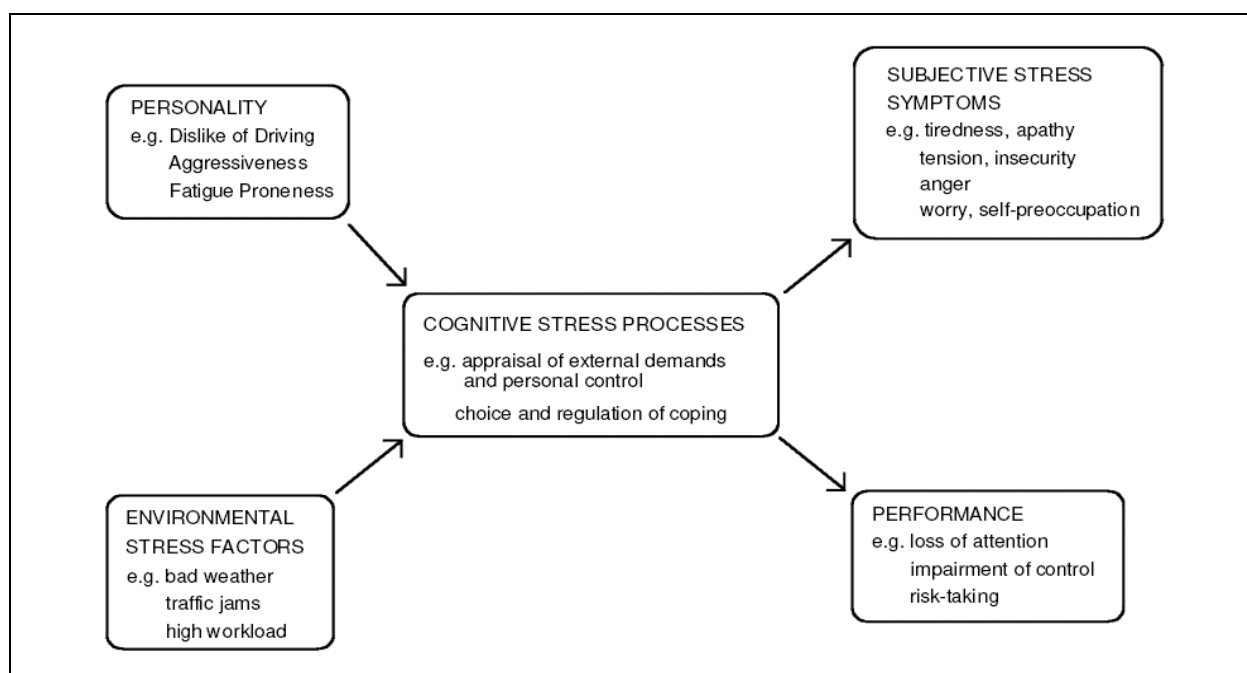 PERSONALITY
e.g. Dislike of Driving
Aggressiveness
Fatigue Proneness
SUBJECTIVE STRESS
SYMPTOMS
e.g. tiredness, apathy
tension, insecurity
anger
worry, self-preoccupation
COGNITIVE STRESS PROCESSES
e.g. appraisal of external demands
and personal control
choice and regulation of coping
ENVIRONMENTAL
STRESS FACTORS
e.g. bad weather
traffic jams
high workload
PERFORMANCE
e.g. loss of attention
impairment of control
risk-taking